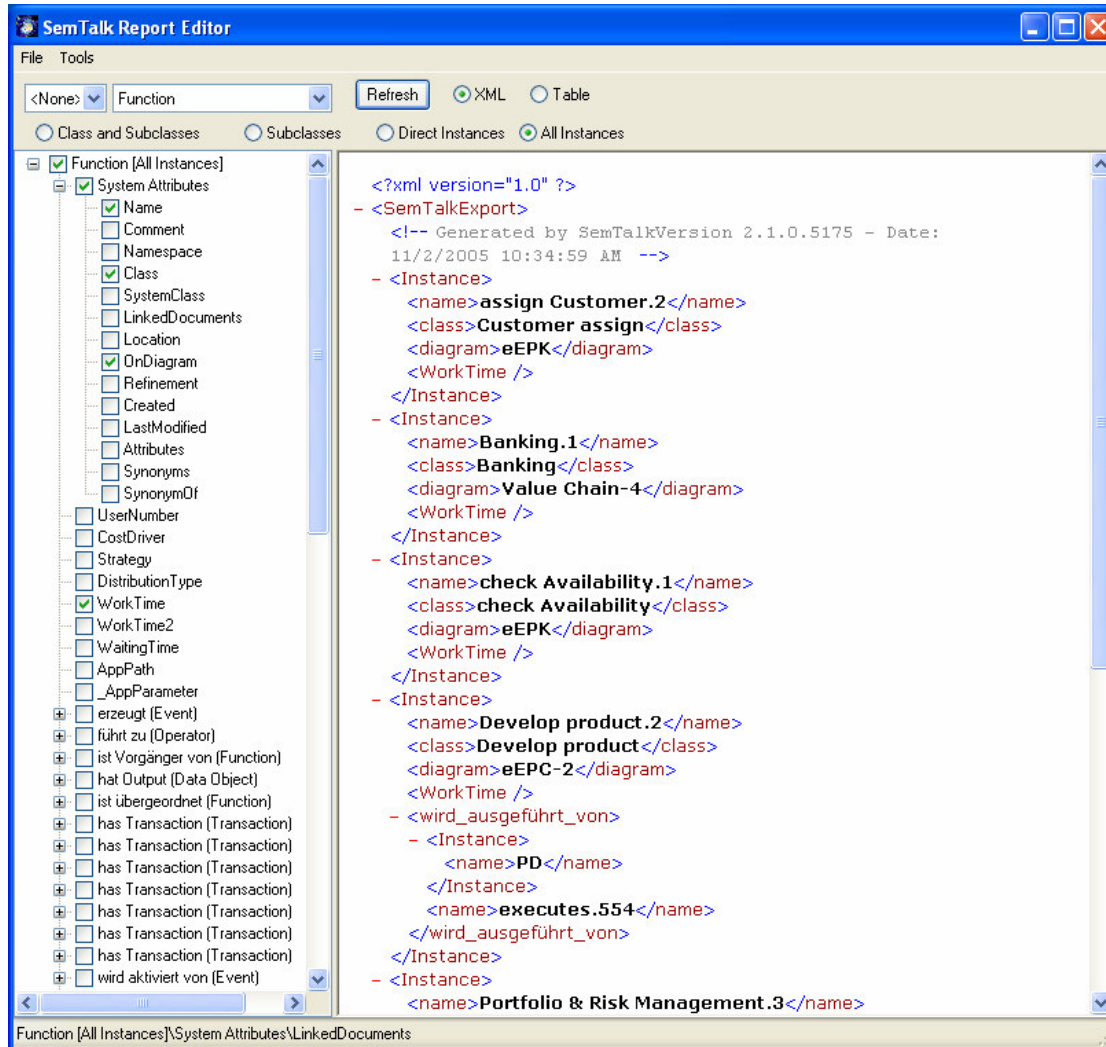 SemTalk Report Editor
File Tools
<None> Function Refresh XML Table
Class and Subclasses Subclasses Direct Instances All Instances
Function [All Instances]
System Attributes
Name
Comment
Namespace
Class
SystemClass
LinkedDocuments
Location
OnDiagram
Refinement
Created
LastModified
Attributes
Synonyms
SynonymOf
UserNumber
CostDriver
Strategy
DistributionType
WorkTime
WorkTime2
WaitingTime
AppPath
_AppParameter
erzeugt (Event)
führt zu (Operator)
ist Vorgänger von (Function)
hat Output (Data Object)
ist übergeordnet (Function)
has Transaction (Transaction)
has Transaction (Transaction)
has Transaction (Transaction)
has Transaction (Transaction)
has Transaction (Transaction)
has Transaction (Transaction)
has Transaction (Transaction)
wird aktiviert von (Event)
<?xml version="1.0" ?>
- <SemTalkExport>
<!-- Generated by SemTalkVersion 2.1.0.5175 - Date:
11/2/2005 10:34:59 AM -->
- <Instance>
<name>assign Customer.2</name>
<class>Customer assign</class>
<diagram>eEPK</diagram>
<WorkTime />
</Instance>
- <Instance>
<name>Banking.1</name>
<class>Banking</class>
<diagram>Value Chain-4</diagram>
<WorkTime />
</Instance>
- <Instance>
<name>check Availability.1</name>
<class>check Availability</class>
<diagram>eEPK</diagram>
<WorkTime />
</Instance>
- <Instance>
<name>Develop product.2</name>
<class>Develop product</class>
<diagram>eEPC-2</diagram>
<WorkTime />
- <wird_ausgeführt_von>
- <Instance>
<name>PD</name>
</Instance>
<name>executes.554</name>
</wird_ausgeführt_von>
</Instance>
- <Instance>
<name>Portfolio & Risk Management.3</name>
Function [All Instances]\System Attributes\LinkedDocuments